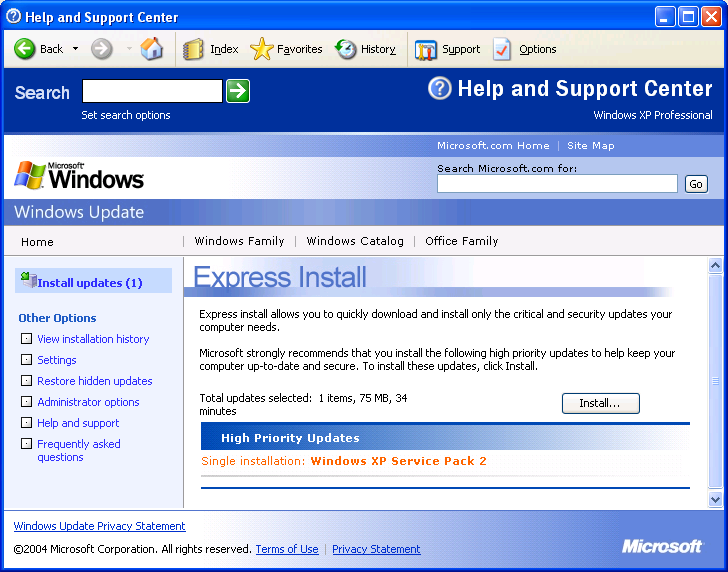 Help and Support Center
Back Index Favorites History Support Options
Search
Set search options
Help and Support Center
Windows XP Professional
Microsoft.com Home | Site Map
Microsoft®
Windows
Search Microsoft.com for:
Go
Windows Update
Home | Windows Family | Windows Catalog | Office Family
Install updates (1)
Other Options
View installation history
Settings
Restore hidden updates
Administrator options
Help and support
Frequently asked
questions
Express Install
Express install allows you to quickly download and install only the critical and security updates your
computer needs.
Microsoft strongly recommends that you install the following high priority updates to help keep your
computer up-to-date and secure. To install these updates, click Install.
Total updates selected: 1 items, 75 MB, 34
minutes
Install...
High Priority Updates
Single installation: Windows XP Service Pack 2
Windows Update Privacy Statement
©2004 Microsoft Corporation. All rights reserved. Terms of Use | Privacy Statement
Microsoft